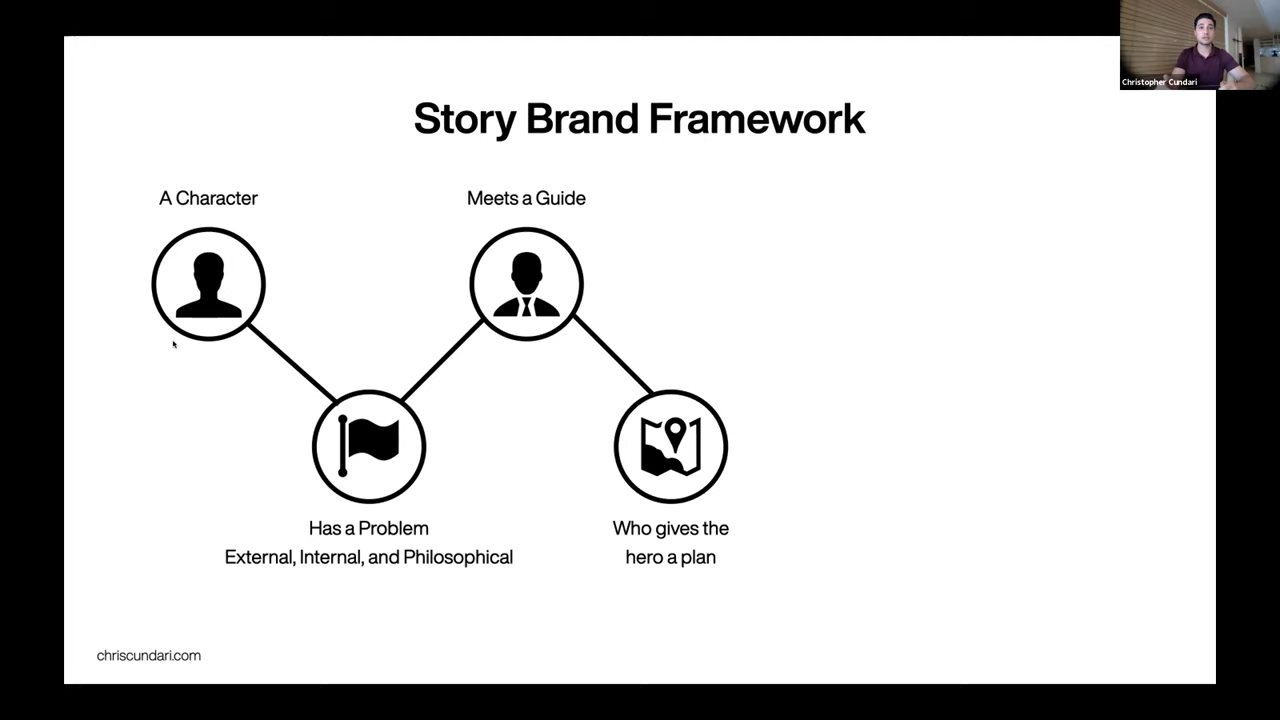 Christopher Cundari
Story Brand Framework
A Character
Meets a Guide
Has a Problem
External, Internal, and Philosophical
Who gives the
hero a plan
chriscundari.com